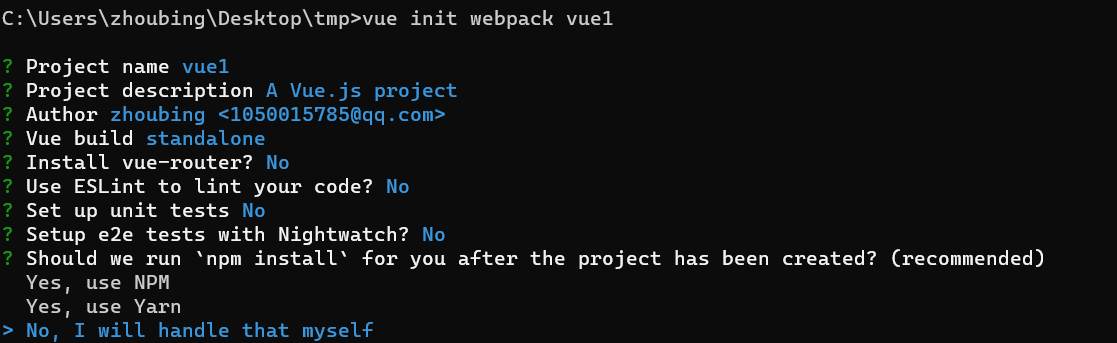 C:\Users\zhoubing\Desktop\tmp>vue init webpack vue1
? Project name vue1
? Project description A Vue.js project
? Author zhoubing <1050015785@qq.com>
? Vue build standalone
? Install vue-router? No
? Use ESLint to lint your code? No
? Set up unit tests No
? Setup e2e tests with Nightwatch? No
? Should we run `npm install` for you after the project has been created? (recommended)
  Yes, use NPM
  Yes, use Yarn
> No, I will handle that myself